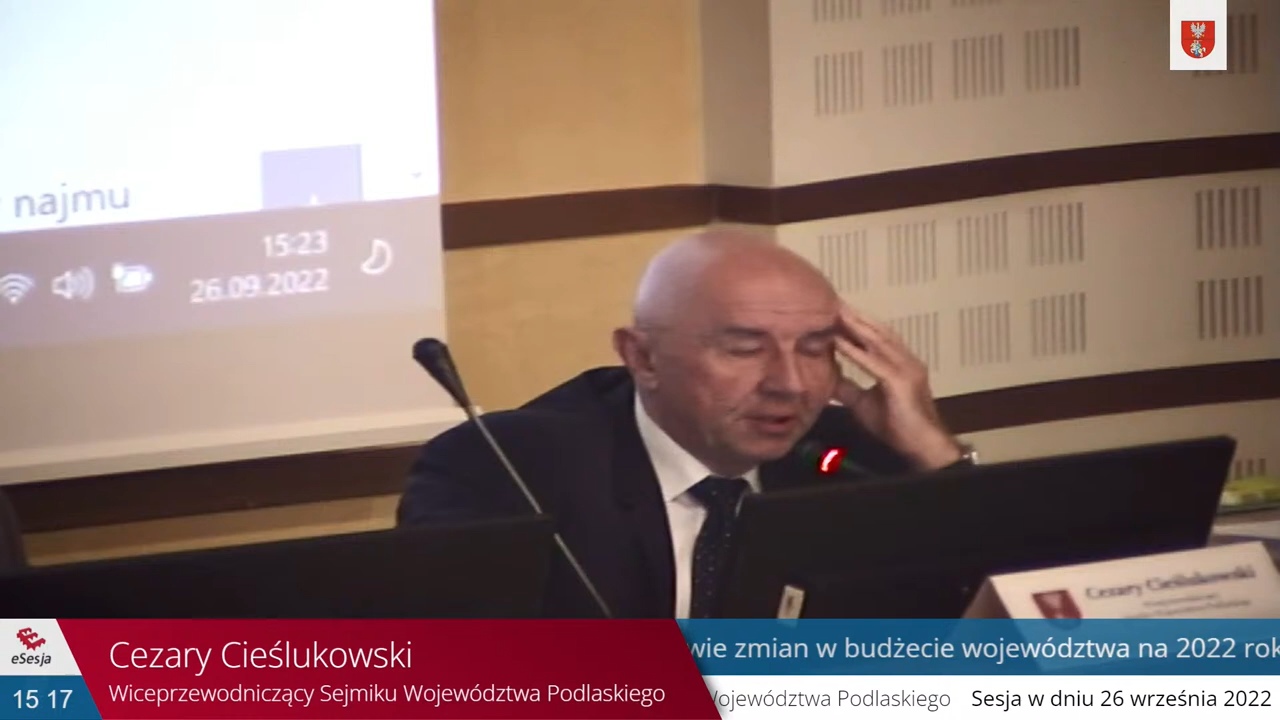 najmu
15:23
26.09.2022
Cezary Cieślukowski
eSesja
15 17
Cezary Cieślukowski
Wiceprzewodniczący Sejmiku Województwa Podlaskiego
wie zmian w budżecie województwa na 2022 rok
Województwa Podlaskiego Sesja w dniu 26 września 2022